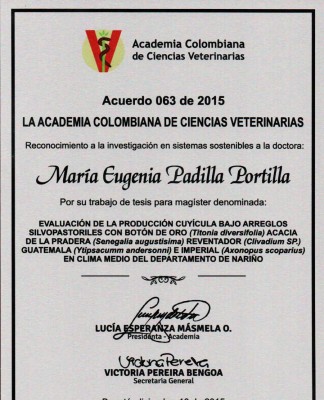 Academia Colombiana
de Ciencias Veterinarias
Acuerdo 063 de 2015
LA ACADEMIA COLOMBIANA DE CIENCIAS VETERINARIAS
Reconocimiento a la investigación en sistemas sostenibles a la doctora:
María Eugenia Padilla Portilla
Por su trabajo de tesis para magíster denominada:
EVALUACIÓN DE LA PRODUCCIÓN CUYÍCULA BAJO ARREGLOS
SILVOPASTORILES CON BOTÓN DE ORO (Titonia diversifolia) ACACIA
DE LA PRADERA (Senegalia augustisima) REVENTADOR (Clivadium SP.)
GUATEMALA (Ytipsacumm andersonni) E IMPERIAL (Axonopus scoparius)
EN CLIMA MEDIO DEL DEPARTAMENTO DE NARIÑO
LUCÍA ESPERANZA MÁSMELA O.
Presidenta - Academia
VICTORIA PEREIRA BENGOA
Secretaria General